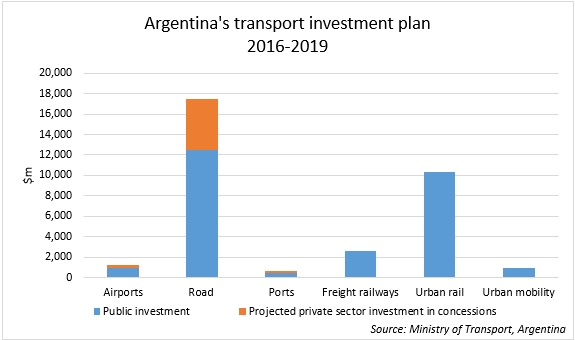 Argentina's transport investment plan
2016-2019
20,000
18,000
16,000
14,000
12,000
10,000
8,000
6,000
4,000
2,000
0
$m
Airports Road Ports Freight railways Urban rail Urban mobility
Public investment Projected private sector investment in concessions
Source: Ministry of Transport, Argentina